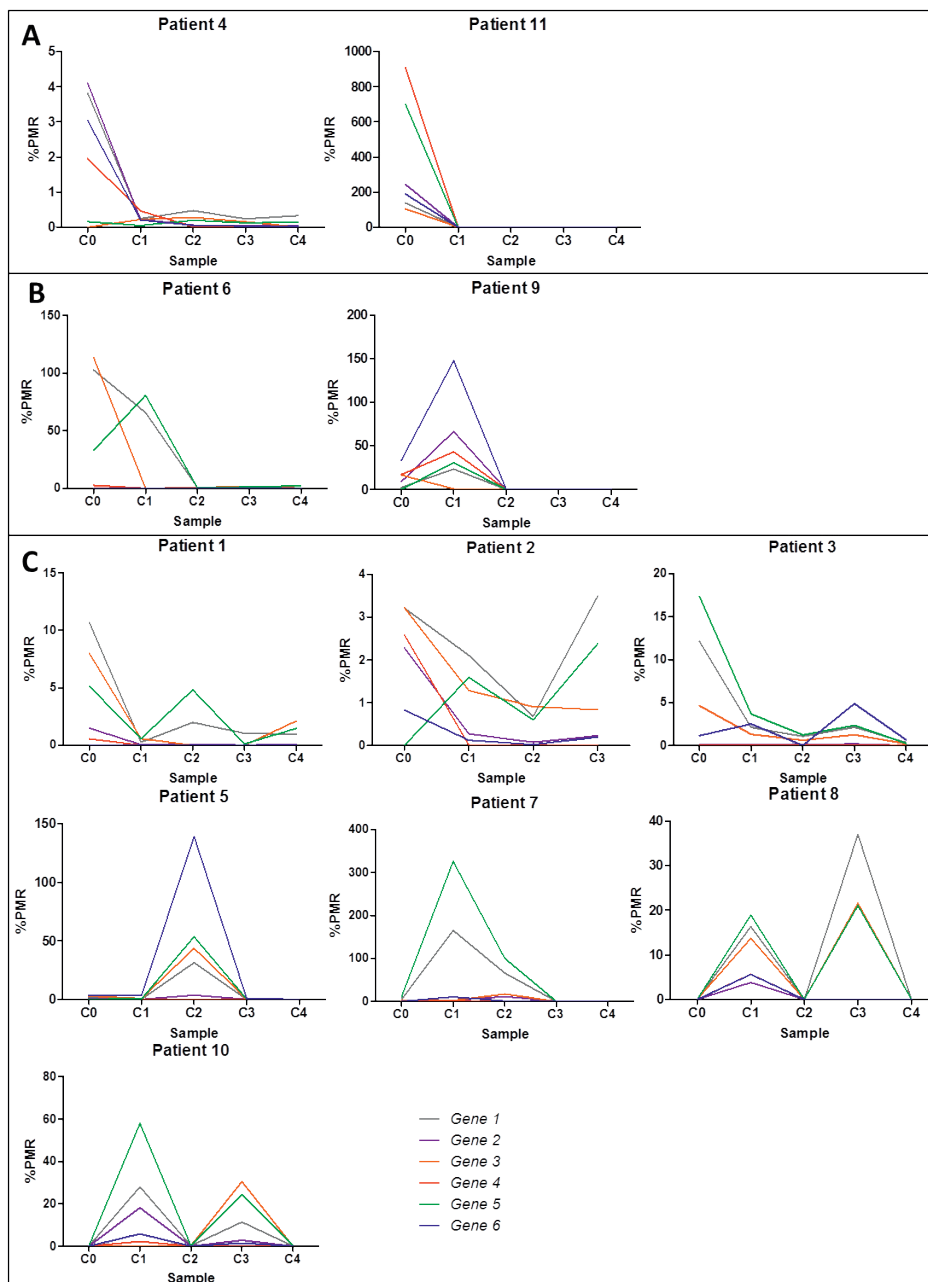 A
Patient 4
5
4
3
2
1
0
%PMR
C0 C1 C2 C3 C4
Sample
Patient 11
1000
800
600
400
200
0
%PMR
C0 C1 C2 C3 C4
Sample
B
Patient 6
150
100
50
0
%PMR
C0 C1 C2 C3 C4
Sample
Patient 9
200
150
100
50
0
%PMR
C0 C1 C2 C3 C4
Sample
C
Patient 1
15
10
5
0
%PMR
C0 C1 C2 C3 C4
Sample
Patient 2
4
3
2
1
0
%PMR
C0 C1 C2 C3
Sample
Patient 3
20
15
10
5
0
%PMR
C0 C1 C2 C3 C4
Sample
Patient 5
150
100
50
0
%PMR
C0 C1 C2 C3 C4
Sample
Patient 7
400
300
200
100
0
%PMR
C0 C1 C2 C3 C4
Sample
Patient 8
40
30
20
10
0
%PMR
C0 C1 C2 C3 C4
Sample
Patient 10
80
60
40
20
0
%PMR
C0 C1 C2 C3 C4
Sample
Gene 1
Gene 2
Gene 3
Gene 4
Gene 5
Gene 6